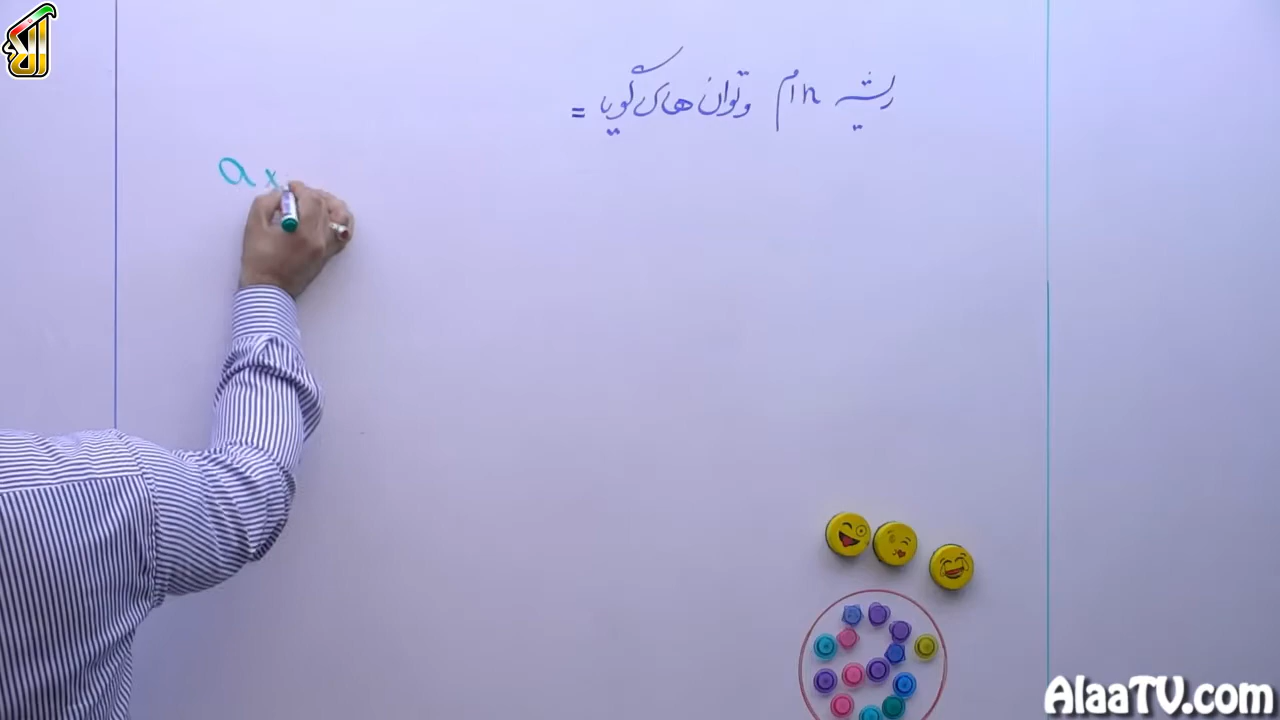 ریشه n ام و توان های گویا =
a x
AlaaTV.com